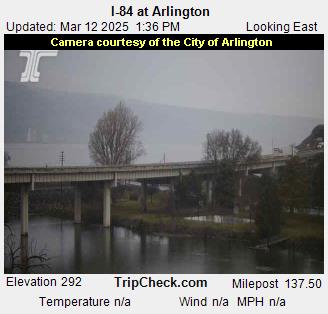 I-84 at Arlington
Updated: Mar 12 2025 1:36 PM Looking East
Camera courtesy of the City of Arlington
Elevation 292 TripCheck.com Milepost 137.50
Temperature n/a Wind n/a MPH n/a